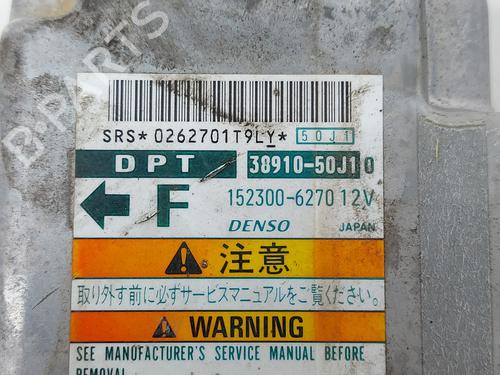 B-PARTS
SRS* 0262701T9LY* 50J1
DPT 38910-50J10
F 152300-6270 12V
DENSO JAPAN
注意
取り外す前に必ずサービスマニュアルをご覧ください。
WARNING
SEE MANUFACTURER'S SERVICE MANUAL BEFORE
REMOVAL